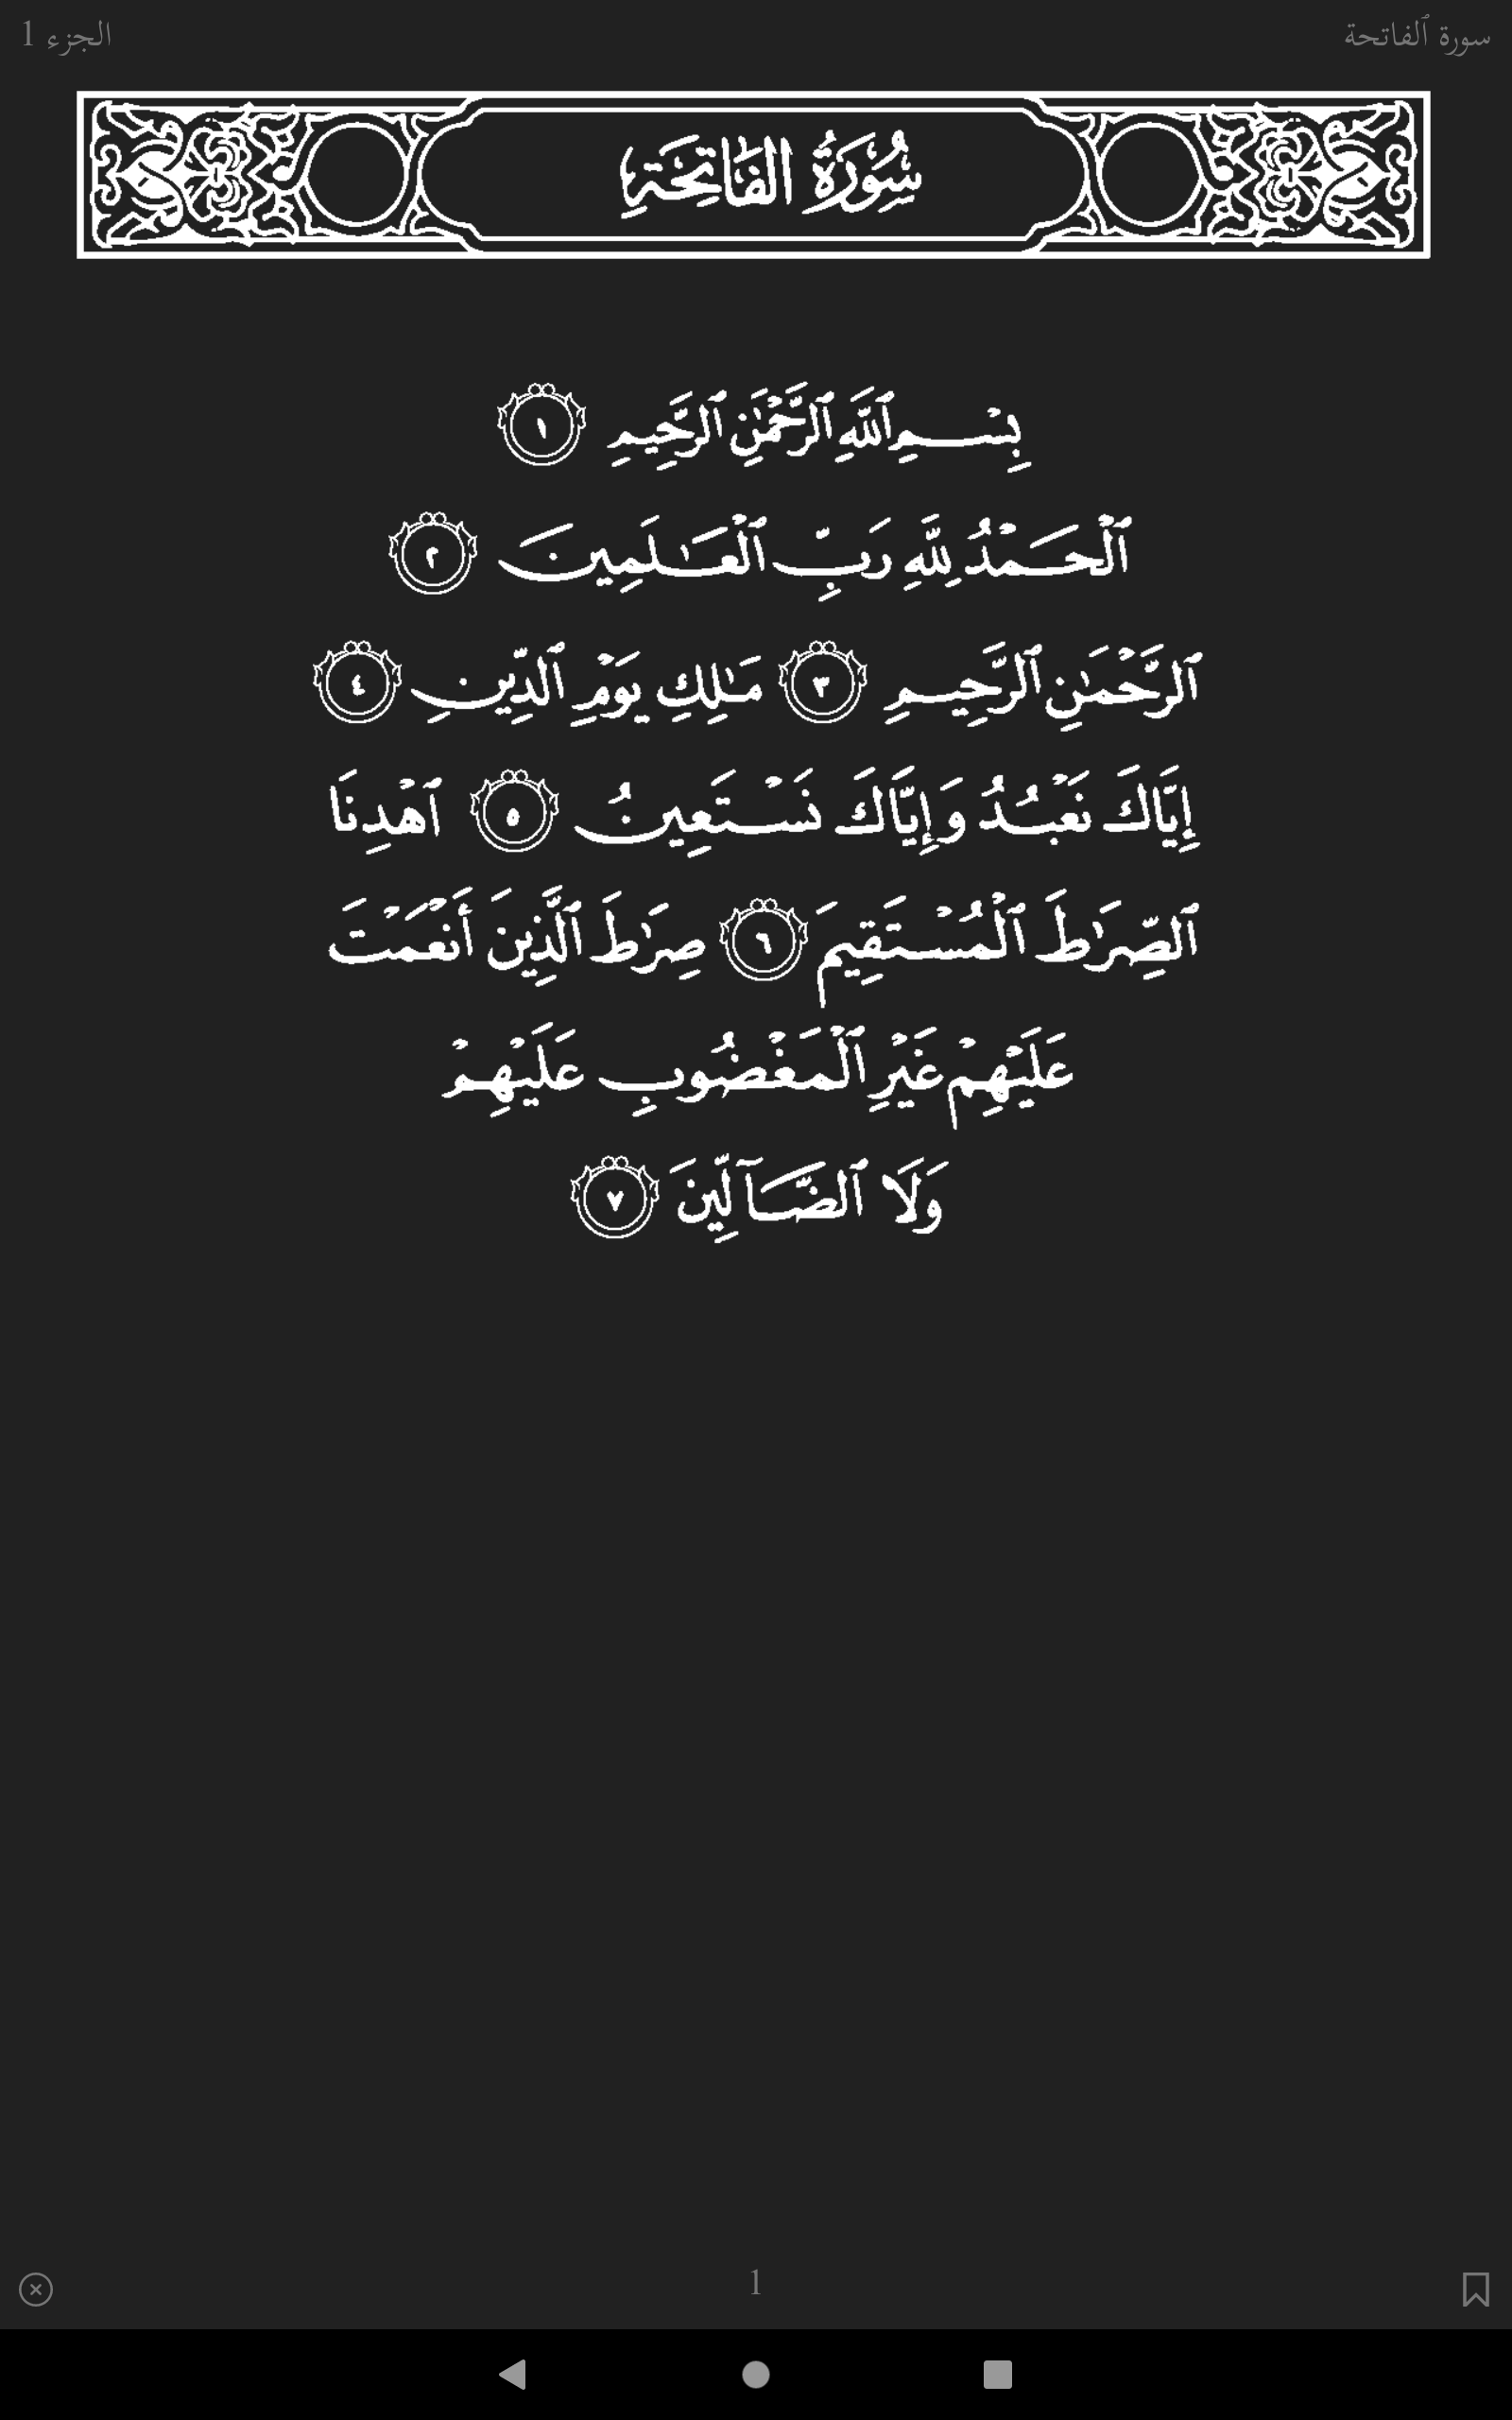 سورة ٱلفاتحة
الجزء 1
سُورَةُ الفَاتِحَةِ
بِسْمِ ٱللَّهِ ٱلرَّحْمَٰنِ ٱلرَّحِيمِ ١
ٱلْحَمْدُ لِلَّهِ رَبِّ ٱلْعَٰلَمِينَ ٢
ٱلرَّحْمَٰنِ ٱلرَّحِيمِ ٣ مَٰلِكِ يَوْمِ ٱلدِّينِ ٤
إِيَّاكَ نَعْبُدُ وَإِيَّاكَ نَسْتَعِينُ ٥ ٱهْدِنَا
ٱلصِّرَٰطَ ٱلْمُسْتَقِيمَ ٦ صِرَٰطَ ٱلَّذِينَ أَنْعَمْتَ
عَلَيْهِمْ غَيْرِ ٱلْمَغْضُوبِ عَلَيْهِمْ
وَلَا ٱلضَّآلِّينَ ٧
1